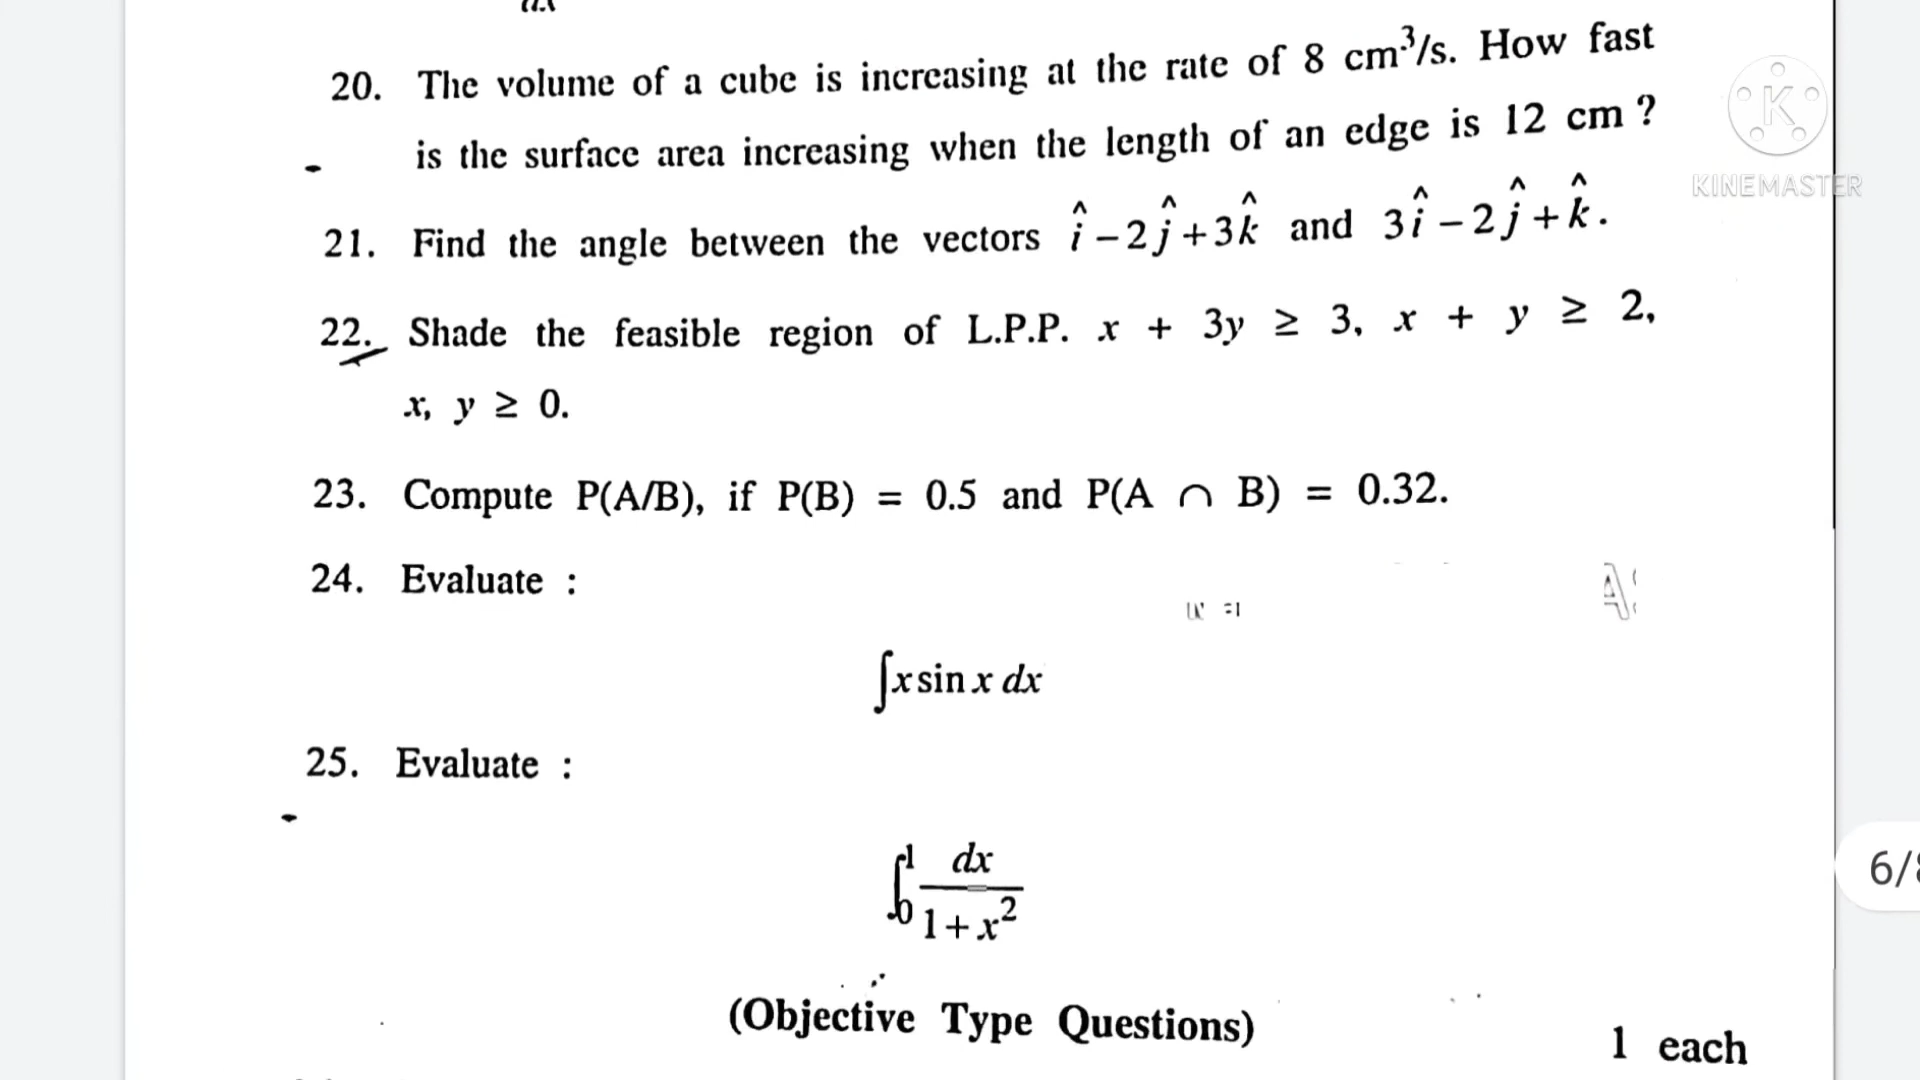 20. The volume of a cube is increasing at the rate of 8 cm³/s. How fast
is the surface area increasing when the length of an edge is 12 cm ?
KINEMASTER
21. Find the angle between the vectors î − 2ĵ + 3k̂ and 3î − 2ĵ + k̂.
22. Shade the feasible region of L.P.P. x + 3y ≥ 3, x + y ≥ 2,
x, y ≥ 0.
23. Compute P(A/B), if P(B) = 0.5 and P(A ∩ B) = 0.32.
24. Evaluate :
∫x sin x dx
25. Evaluate :
∫₀¹ dx / (1 + x²)
6/8
(Objective Type Questions)
1 each